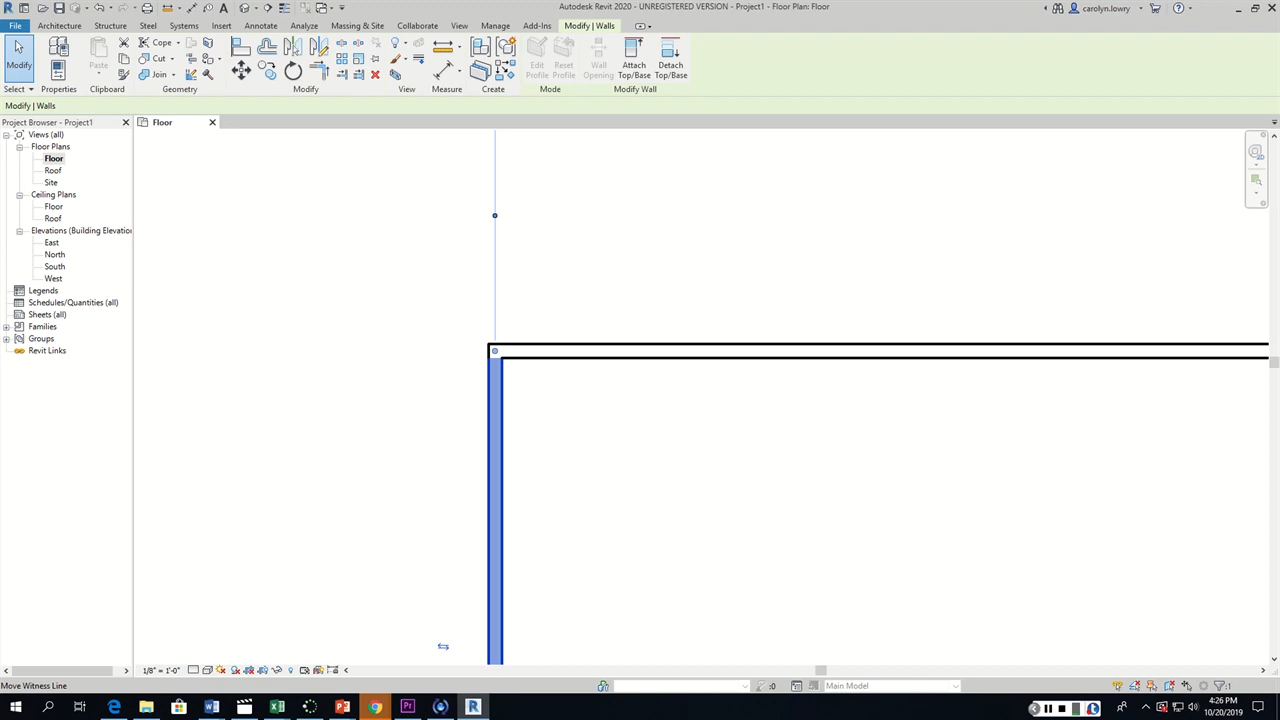 Autodesk Revit 2020 - UNREGISTERED VERSION - Project1 - Floor Plan: Floor
carolyn.lowry
File Architecture Structure Steel Systems Insert Annotate Analyze Massing & Site Collaborate View Manage Add-Ins Modify | Walls
Modify
Paste
Cope
Cut
Join
Edit Profile
Reset Profile
Wall Opening
Attach Top/Base
Detach Top/Base
Select Properties Clipboard Geometry Modify View Measure Create Mode Modify Wall
Modify | Walls
Project Browser - Project1
Floor
Views (all)
Floor Plans
Floor
Roof
Site
Ceiling Plans
Floor
Roof
Elevations (Building Elevation
East
North
South
West
Legends
Schedules/Quantities (all)
Sheets (all)
Families
Groups
Revit Links
2D
1/8" = 1'-0"
Move Witness Line
:0
Main Model
:1
4:26 PM
10/20/2019